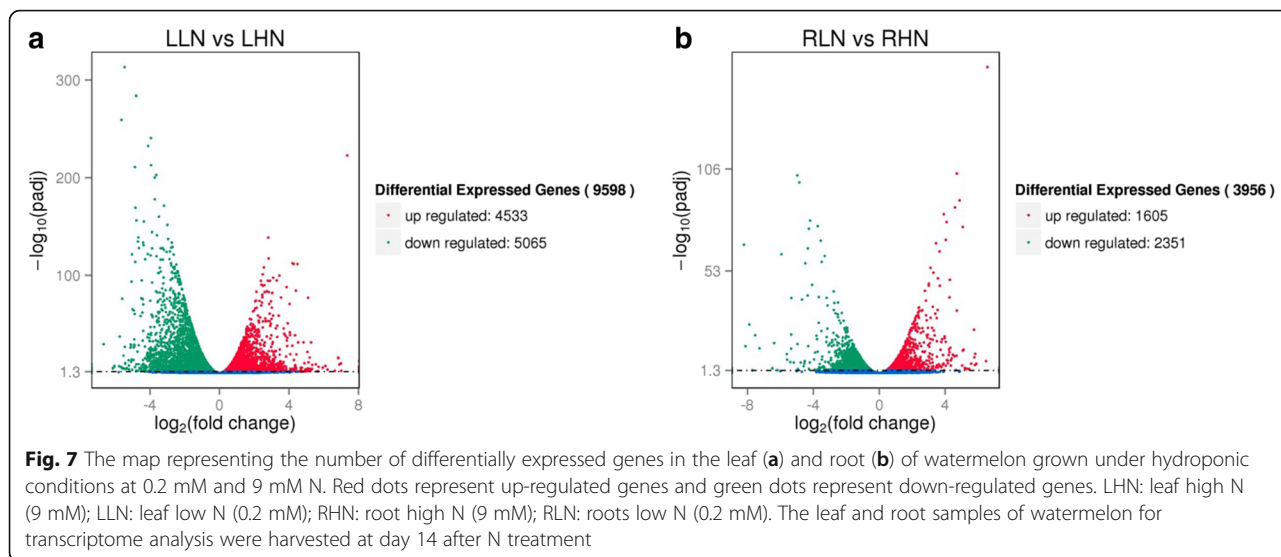 a
LLN vs LHN
300
200
100
1.3
-4
0
4
8
−log10(padj)
log2(fold change)
Differential Expressed Genes ( 9598 )
up regulated: 4533
down regulated: 5065
b
RLN vs RHN
106
53
1.3
-8
-4
0
4
−log10(padj)
log2(fold change)
Differential Expressed Genes ( 3956 )
up regulated: 1605
down regulated: 2351
Fig. 7 The map representing the number of differentially expressed genes in the leaf (a) and root (b) of watermelon grown under hydroponic
conditions at 0.2 mM and 9 mM N. Red dots represent up-regulated genes and green dots represent down-regulated genes. LHN: leaf high N
(9 mM); LLN: leaf low N (0.2 mM); RHN: root high N (9 mM); RLN: roots low N (0.2 mM). The leaf and root samples of watermelon for
transcriptome analysis were harvested at day 14 after N treatment